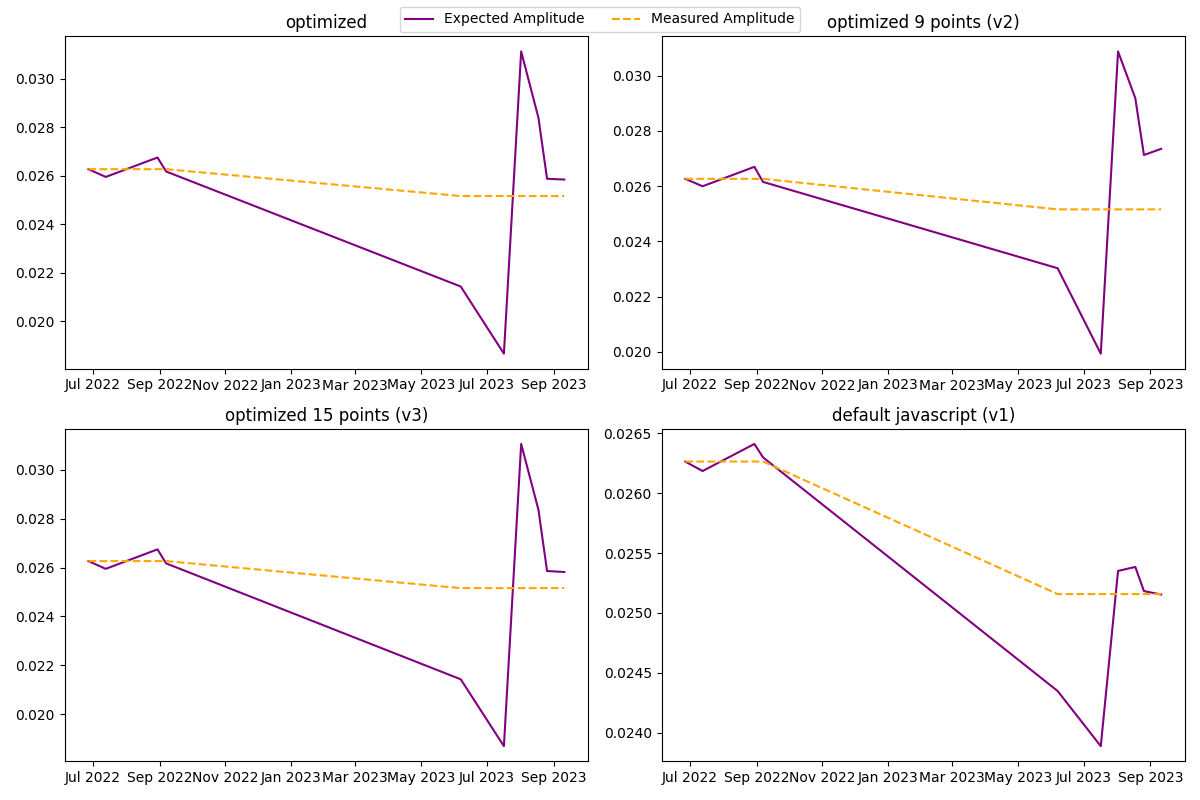 Expected Amplitude Measured Amplitude
optimized
0.030
0.028
0.026
0.024
0.022
0.020
Jul 2022 Sep 2022 Nov 2022 Jan 2023 Mar 2023 May 2023 Jul 2023 Sep 2023
optimized 9 points (v2)
0.030
0.028
0.026
0.024
0.022
0.020
Jul 2022 Sep 2022 Nov 2022 Jan 2023 Mar 2023 May 2023 Jul 2023 Sep 2023
optimized 15 points (v3)
0.030
0.028
0.026
0.024
0.022
0.020
Jul 2022 Sep 2022 Nov 2022 Jan 2023 Mar 2023 May 2023 Jul 2023 Sep 2023
default javascript (v1)
0.0265
0.0260
0.0255
0.0250
0.0245
0.0240
Jul 2022 Sep 2022 Nov 2022 Jan 2023 Mar 2023 May 2023 Jul 2023 Sep 2023